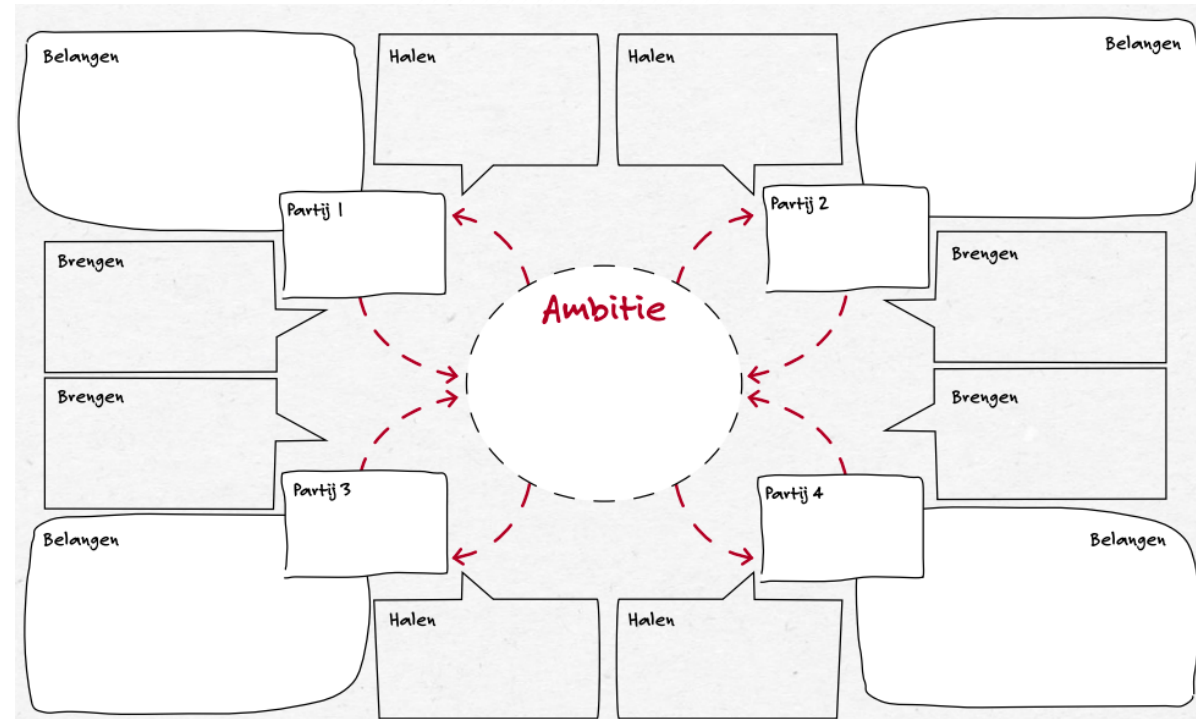 Belangen
Halen
Halen
Belangen
Partij 1
Partij 2
Brengen
Brengen
Ambitie
Brengen
Brengen
Partij 3
Partij 4
Belangen
Belangen
Halen
Halen